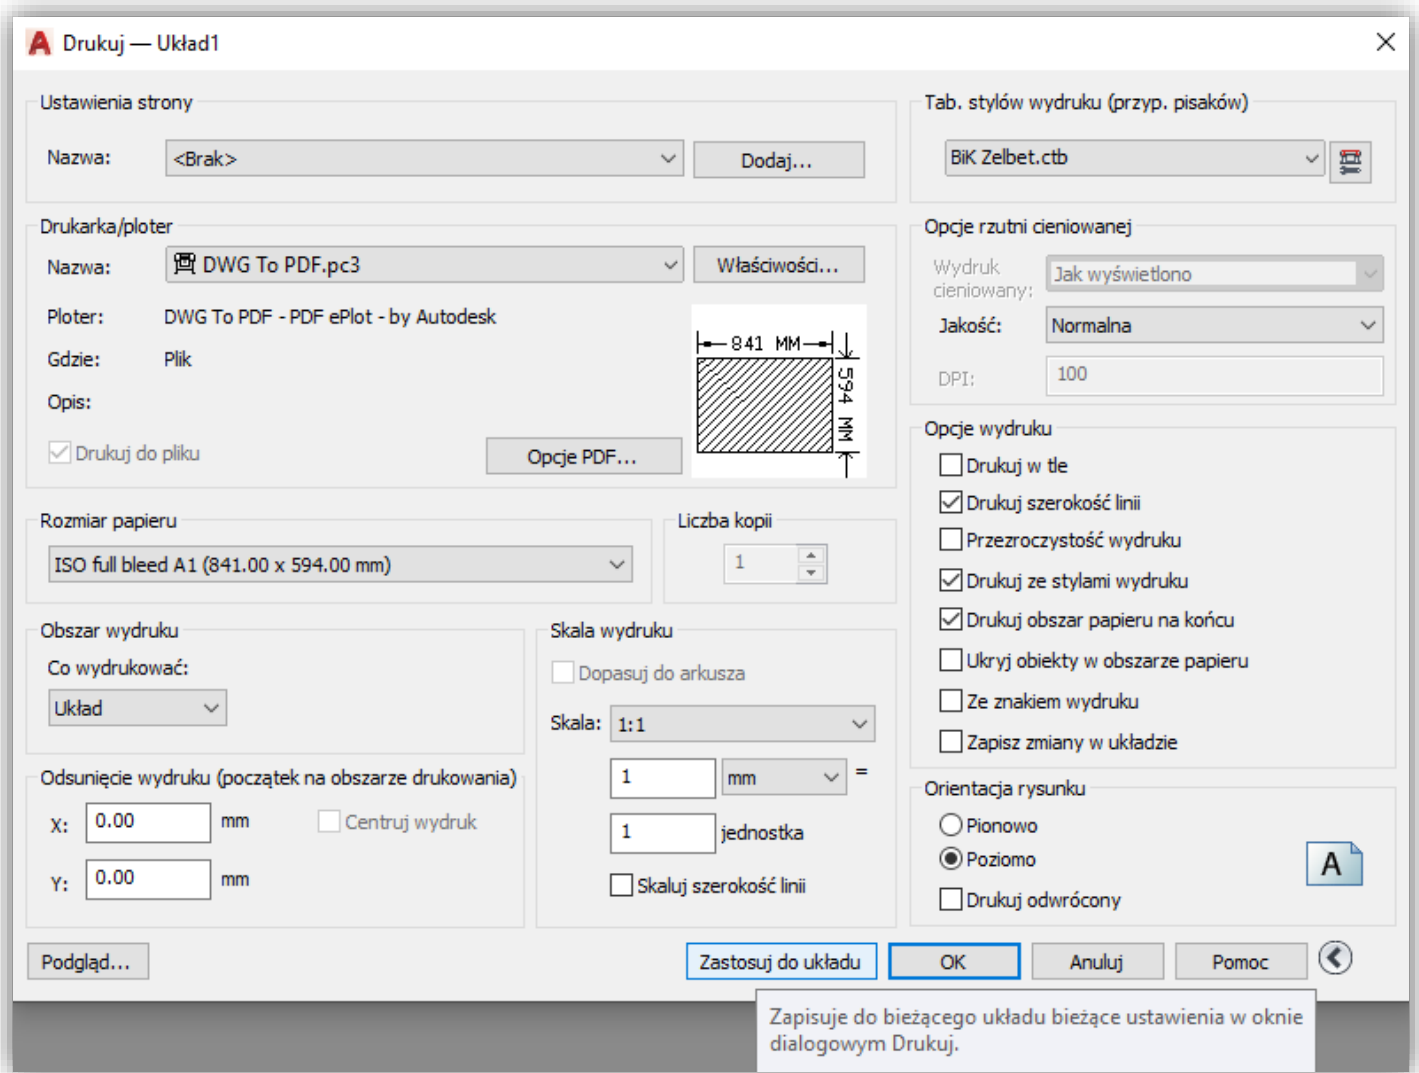 Drukuj — Układ1
Ustawienia strony
Nazwa:
<Brak>
Dodaj...
Tab. stylów wydruku (przyp. pisaków)
BiK Zelbet.ctb
Drukarka/ploter
Nazwa:
DWG To PDF.pc3
Właściwości...
Ploter:
DWG To PDF - PDF ePlot - by Autodesk
Gdzie:
Plik
Opis:
Drukuj do pliku
Opcje PDF...
841 MM
594 MM
Opcje rzutni cieniowanej
Wydruk
cieniowany:
Jak wyświetlono
Jakość:
Normalna
DPI:
100
Rozmiar papieru
ISO full bleed A1 (841.00 x 594.00 mm)
Liczba kopii
1
Opcje wydruku
Drukuj w tle
Drukuj szerokość linii
Przezroczystość wydruku
Drukuj ze stylami wydruku
Drukuj obszar papieru na końcu
Ukryj obiekty w obszarze papieru
Ze znakiem wydruku
Zapisz zmiany w układzie
Obszar wydruku
Co wydrukować:
Układ
Skala wydruku
Dopasuj do arkusza
Skala:
1:1
1
mm
=
1
jednostka
Skaluj szerokość linii
Odsunięcie wydruku (początek na obszarze drukowania)
X:
0.00
mm
Centruj wydruk
Y:
0.00
mm
Orientacja rysunku
Pionowo
Poziomo
Drukuj odwrócony
A
Podgląd...
Zastosuj do układu
OK
Anuluj
Pomoc
Zapisuje do bieżącego układu bieżące ustawienia w oknie
dialogowym Drukuj.